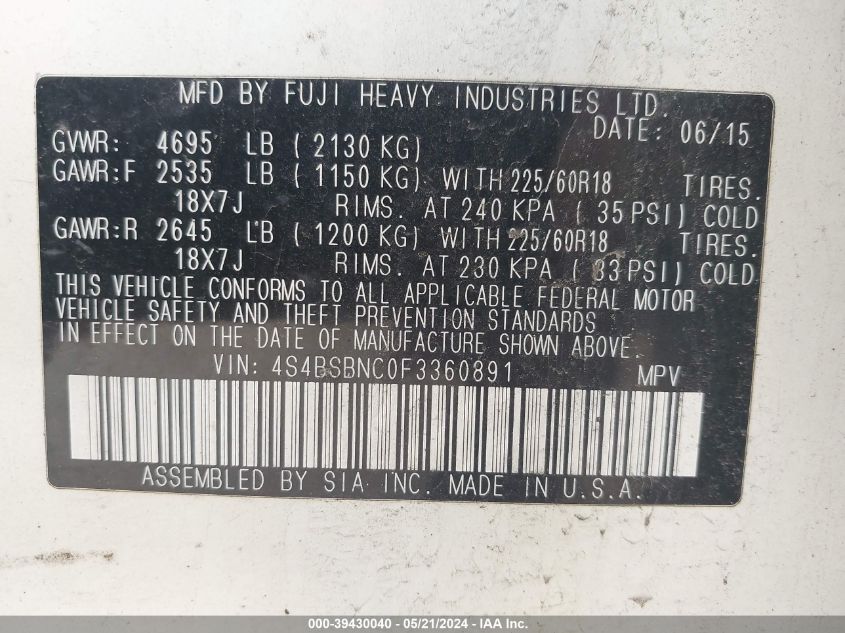 MFD BY FUJI HEAVY INDUSTRIES LTD.
DATE: 06/15
GVWR: 4695 LB ( 2130 KG)
GAWR:F 2535 LB ( 1150 KG) WITH 225/60R18 TIRES.
18X7J RIMS. AT 240 KPA ( 35 PSI) COLD
GAWR:R 2645 LB ( 1200 KG) WITH 225/60R18 TIRES.
18X7J RIMS. AT 230 KPA ( 33 PSI) COLD.
THIS VEHICLE CONFORMS TO ALL APPLICABLE FEDERAL MOTOR
VEHICLE SAFETY AND THEFT PREVENTION STANDARDS
IN EFFECT ON THE DATE OF MANUFACTURE SHOWN ABOVE.
VIN: 4S4BSBNC0F3360891 MPV
ASSEMBLED BY SIA INC. MADE IN U.S.A.
000-39430040 - 05/21/2024 - IAA Inc.